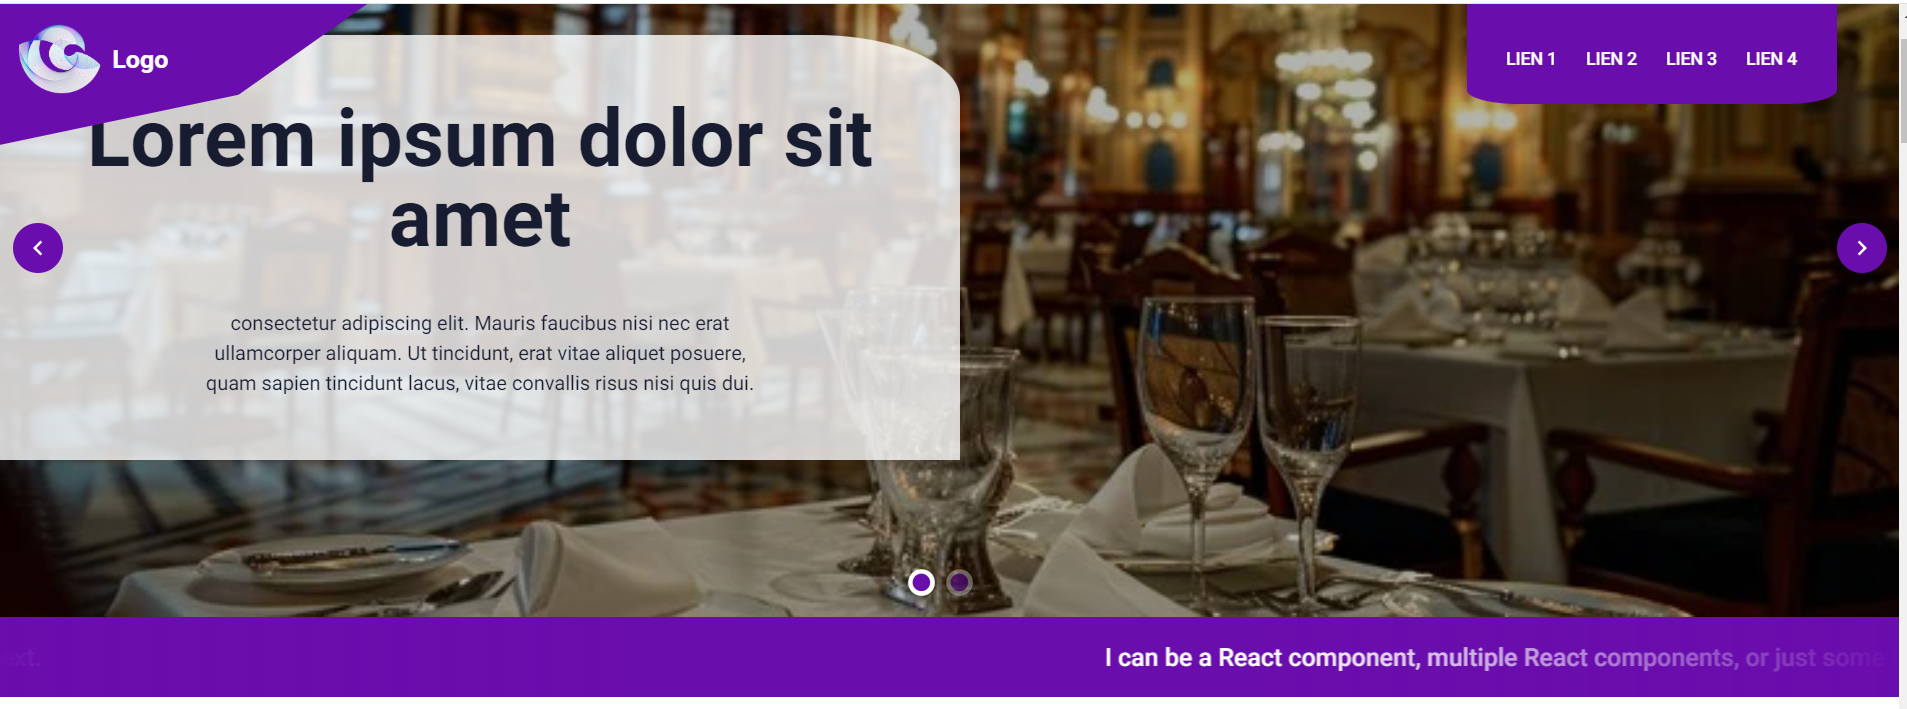 Logo
LIEN 1 LIEN 2 LIEN 3 LIEN 4
Lorem ipsum dolor sit
amet
consectetur adipiscing elit. Mauris faucibus nisi nec erat
ullamcorper aliquam. Ut tincidunt, erat vitae aliquet posuere,
quam sapien tincidunt lacus, vitae convallis risus nisi quis dui.
ext. I can be a React component, multiple React components, or just some